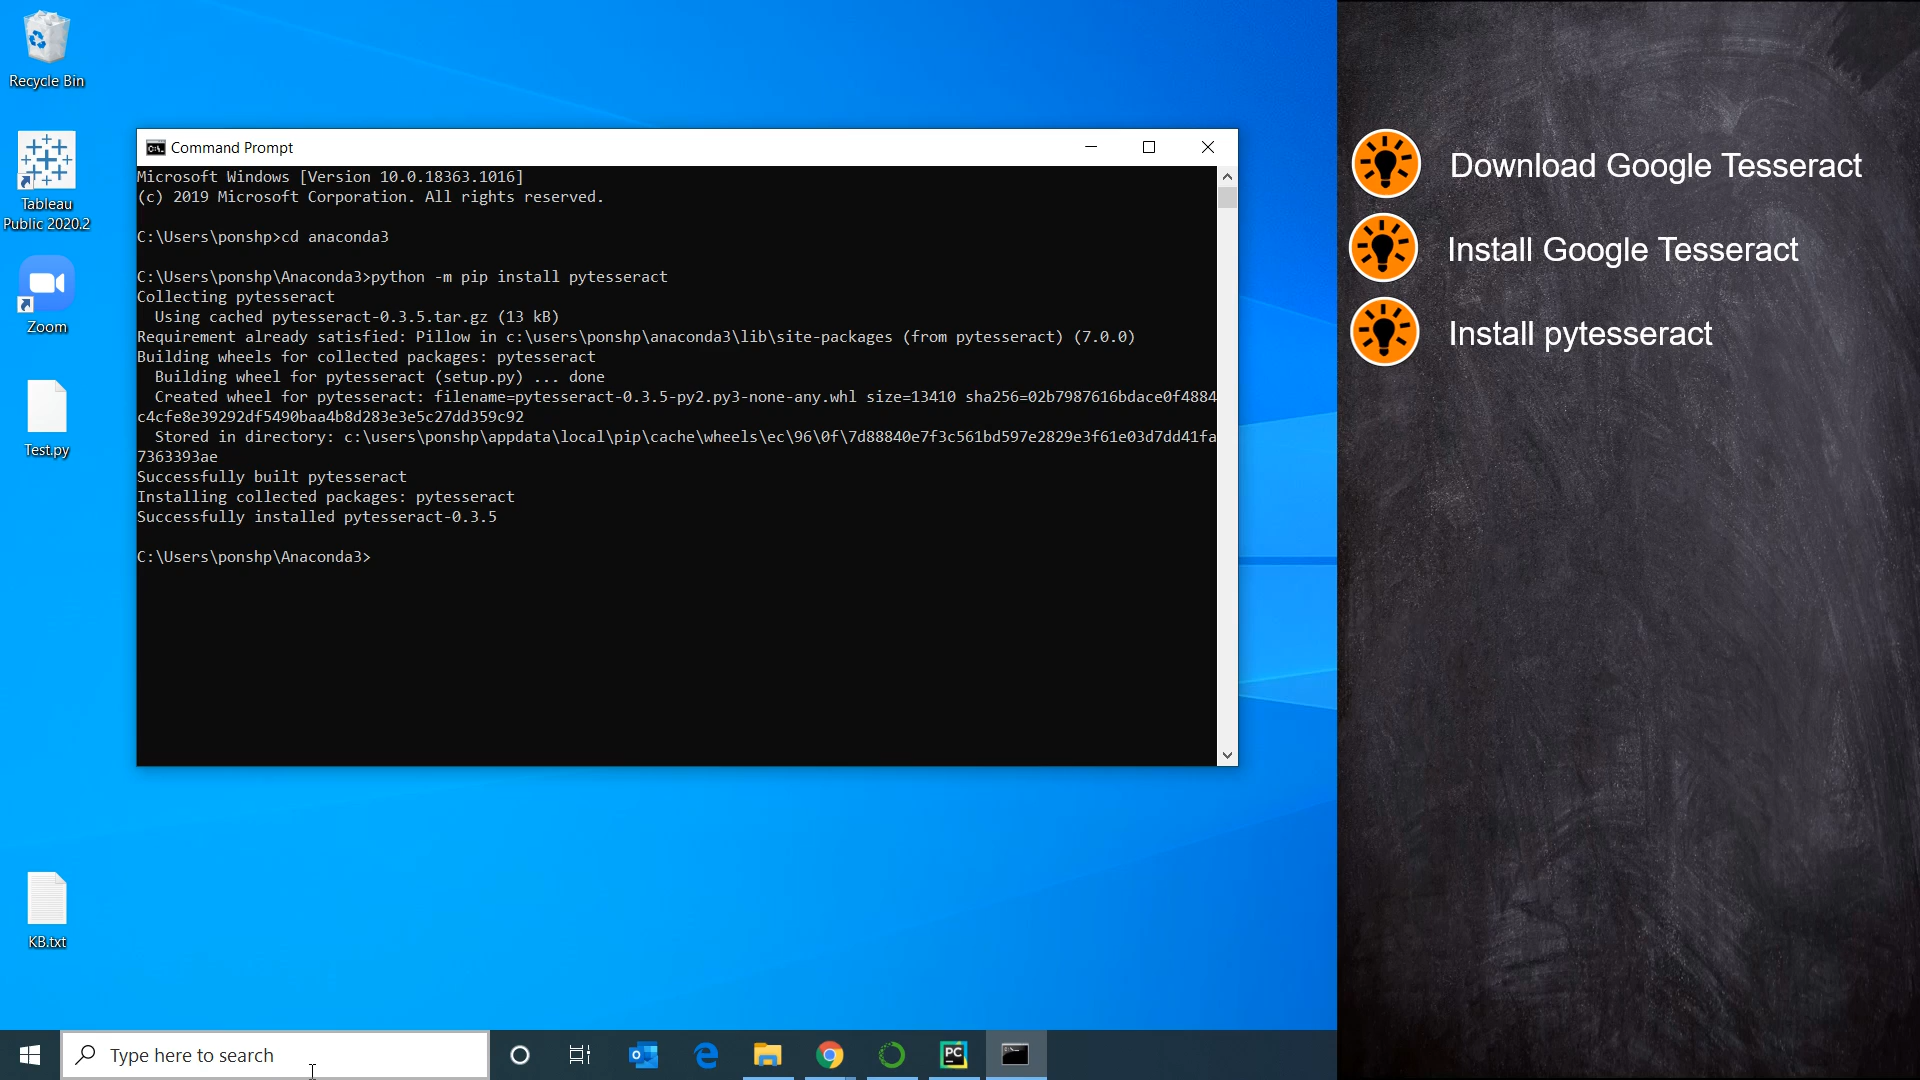 Recycle Bin
Tableau
Public 2020.2
Zoom
Test.py
KB.txt
Command Prompt
Microsoft Windows [Version 10.0.18363.1016]
(c) 2019 Microsoft Corporation. All rights reserved.
C:\Users\ponshp>cd anaconda3
C:\Users\ponshp\Anaconda3>python -m pip install pytesseract
Collecting pytesseract
Using cached pytesseract-0.3.5.tar.gz (13 kB)
Requirement already satisfied: Pillow in c:\users\ponshp\anaconda3\lib\site-packages (from pytesseract) (7.0.0)
Building wheels for collected packages: pytesseract
Building wheel for pytesseract (setup.py) ... done
Created wheel for pytesseract: filename=pytesseract-0.3.5-py2.py3-none-any.whl size=13410 sha256=02b7987616bdace0f4884
c4cfe8e39292df5490baa4b8d283e3e5c27dd359c92
Stored in directory: c:\users\ponshp\appdata\local\pip\cache\wheels\ec\96\0f\7d88840e7f3c561bd597e2829e3f61e03d7dd41fa
7363393ae
Successfully built pytesseract
Installing collected packages: pytesseract
Successfully installed pytesseract-0.3.5
C:\Users\ponshp\Anaconda3>
Download Google Tesseract
Install Google Tesseract
Install pytesseract
Type here to search
PC